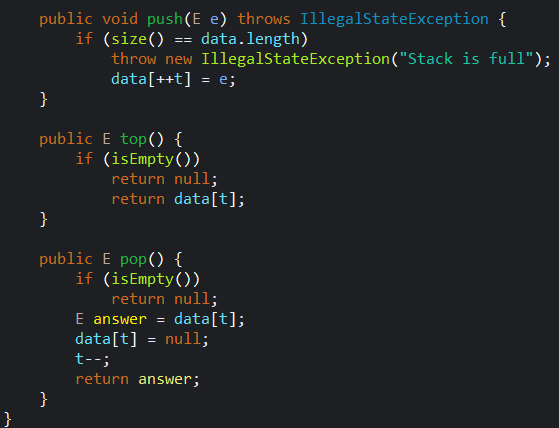 public void push(E e) throws IllegalStateException {
        if (size() == data.length)
            throw new IllegalStateException("Stack is full");
            data[++t] = e;
    }

    public E top() {
        if (isEmpty())
            return null;
            return data[t];
    }

    public E pop() {
        if (isEmpty())
            return null;
        E answer = data[t];
        data[t] = null;
        t--;
        return answer;
    }
}